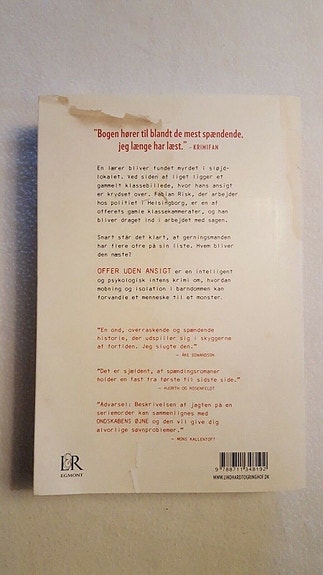 "Bogen hører til blandt de mest spændende,
jeg længe har læst." - KRIMIFAN
En lærer bliver fundet myrdet i sløjd-
lokalet. Ved siden af liget ligger et
gammelt klassebillede, hvor hans ansigt
er krydset over. Fabian Risk, der arbejder
hos politiet i Helsingborg, er en af
offerets gamle klassekammerater, og han
bliver draget ind i arbejdet med sagen.
Snart står det klart, at gerningsmanden
har flere ofre på sin liste. Hvem bliver
den næste?
OFFER UDEN ANSIGT er en intelligent
og psykologisk intens krimi om, hvordan
mobning og isolation i barndommen kan
forvandle et menneske til et monster.
"En ond, overraskende og spændende
historie, der udspiller sig i skyggerne
af fortiden. Jeg slugte den."
- ÅKE EDWARDSON
"Det er sjældent, at spændingsromaner
holder en fast fra første til sidste side."
- HJORTH OG ROSENFELDT
"Advarsel: Beskrivelsen af jagten på en
seriemorder kan sammenlignes med
ONDSKABENS ØJNE og den vil give dig
alvorlige søvnproblemer."
- MONS KALLENTOFT
L&R
EGMONT
9 788711 348192
WWW.LINDHARDTOGRINGHOF.DK